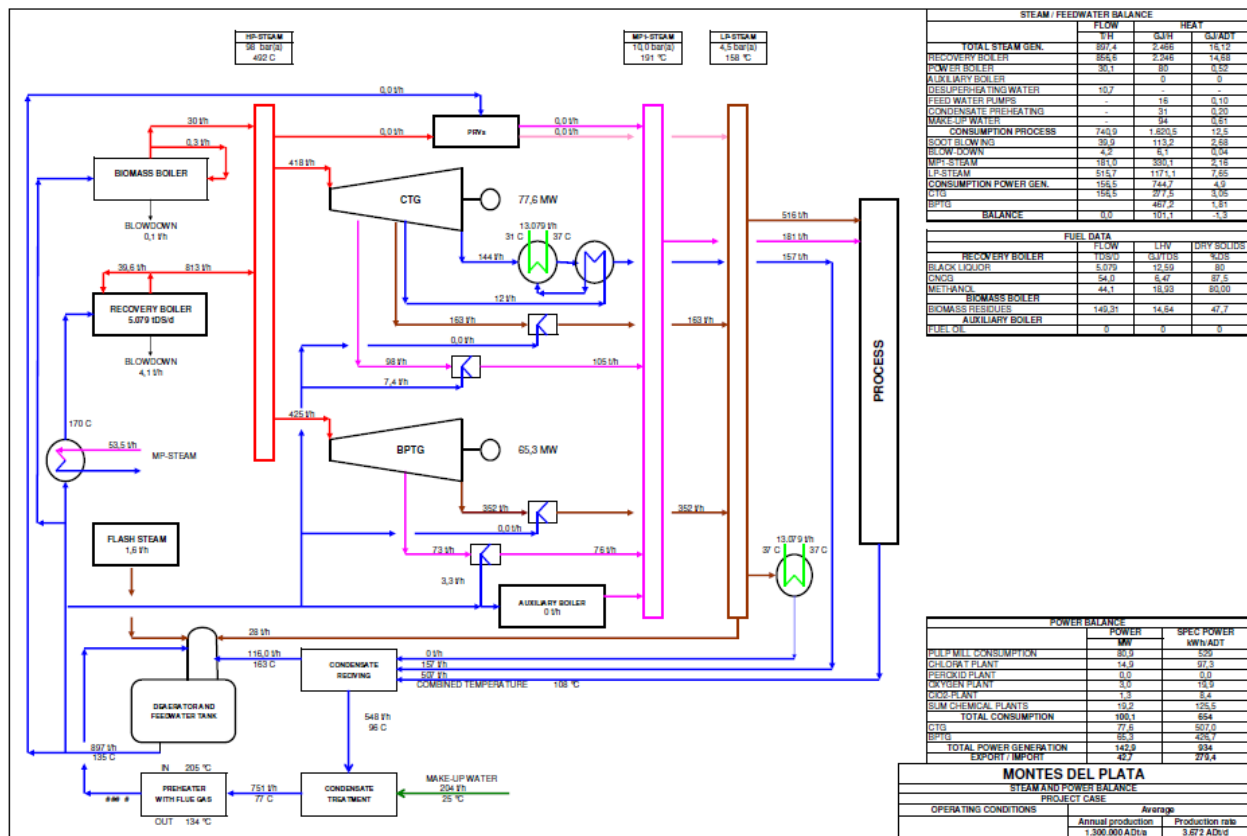 HP-STEAM
98 bar(a)
492 C
MP1-STEAM
10,0 bar(a)
191 °C
LP-STEAM
4,5 bar(a)
158 °C
0,0 t/h
30 t/h
0,3 t/h
BIOMASS BOILER
BLOWDOWN
0,1 t/h
0,0 t/h
PRVs
0,0 t/h
0,0 t/h
418 t/h
CTG
77,6 MW
13.079 t/h
31 C
37 C
144 t/h
12 t/h
516 t/h
181 t/h
157 t/h
39,6 t/h
813 t/h
RECOVERY BOILER
5.079 tDS/d
BLOWDOWN
4,1 t/h
163 t/h
163 t/h
0,0 t/h
98 t/h
105 t/h
7,4 t/h
PROCESS
170 C
53,5 t/h
MP-STEAM
425 t/h
BPTG
65,3 MW
352 t/h
352 t/h
0,0 t/h
73 t/h
76 t/h
3,3 t/h
13.079 t/h
37 C
37 C
FLASH STEAM
1,6 t/h
AUXILIARY BOILER
0 t/h
28 t/h
116,0 t/h
163 C
CONDENSATE
RECIVING
0 t/h
157 t/h
507 t/h
COMBINED TEMPERATURE 108 °C
DEAERATOR AND
FEEDWATER TANK
548 t/h
96 C
897 t/h
135 C
IN 205 °C
PREHEATER
WITH FLUE GAS
OUT 134 °C
751 t/h
77 C
CONDENSATE
TREATMENT
MAKE-UP WATER
204 t/h
25 °C
STEAM / FEEDWATER BALANCE
FLOW HEAT
T/H GJ/H GJ/ADT
TOTAL STEAM GEN. 897,4 2.466 16,12
RECOVERY BOILER 856,6 2.246 14,68
POWER BOILER 30,1 80 0,52
AUXILIARY BOILER 0 0
DESUPERHEATING WATER 10,7 - -
FEED WATER PUMPS - 16 0,10
CONDENSATE PREHEATING - 31 0,20
MAKE-UP WATER - 94 0,61
CONSUMPTION PROCESS 740,9 1.620,5 12,5
SOOT BLOWING 39,9 113,2 2,68
BLOW-DOWN 4,2 6,1 0,04
MP1-STEAM 181,0 330,1 2,16
LP-STEAM 515,7 1171,1 7,65
CONSUMPTION POWER GEN. 156,5 744,7 4,9
CTG 156,5 277,5 3,05
BPTG 467,2 1,81
BALANCE 0,0 101,1 -1,3
FUEL DATA
FLOW LHV DRY SOLIDS
RECOVERY BOILER TDS/D GJ/TDS %DS
BLACK LIQUOR 5.079 12,59 80
CNCG 54,0 6,47 87,5
METHANOL 44,1 18,93 80,00
BIOMASS BOILER
BIOMASS RESIDUES 149,31 14,64 47,7
AUXILIARY BOILER
FUEL OIL 0 0 0
POWER BALANCE
POWER SPEC POWER
MW kWh/ADT
PULP MILL CONSUMPTION 80,9 529
CHLORAT PLANT 14,9 97,3
PEROXID PLANT 0,0 0,0
OXYGEN PLANT 3,0 19,9
ClO2-PLANT 1,3 8,4
SUM CHEMICAL PLANTS 19,2 125,5
TOTAL CONSUMPTION 100,1 654
CTG 77,6 507,0
BPTG 65,3 426,7
TOTAL POWER GENERATION 142,9 934
EXPORT / IMPORT 42,7 279,4
MONTES DEL PLATA
STEAM AND POWER BALANCE
PROJECT CASE
OPERATING CONDITIONS Average
Annual production Production rate
1.300.000 ADt/a 3.672 ADt/d